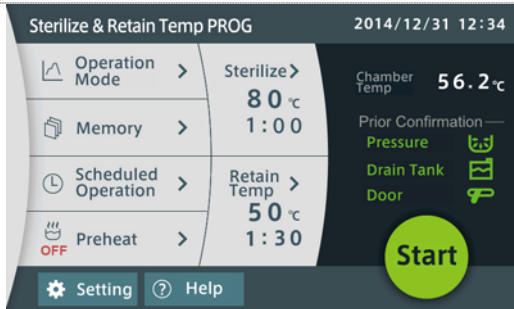 Sterilize & Retain Temp PROG
2014/12/31 12:34
Operation
Mode
>
Memory
>
Scheduled
Operation
>
OFF
Preheat
>
Sterilize>
80 ℃
1:00
Retain
Temp
>
50 ℃
1:30
Chamber
Temp
56.2℃
Prior Confirmation
Pressure
Drain Tank
Door
Start
Setting
? Help